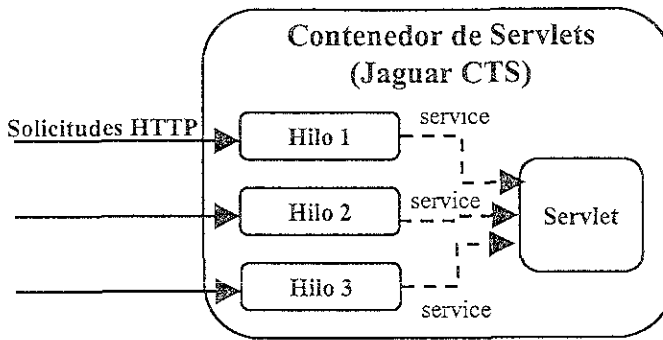 Contenedor de Servlets
(Jaguar CTS)
Solicitudes HTTP
Hilo 1
service
Hilo 2
service
Servlet
Hilo 3
service